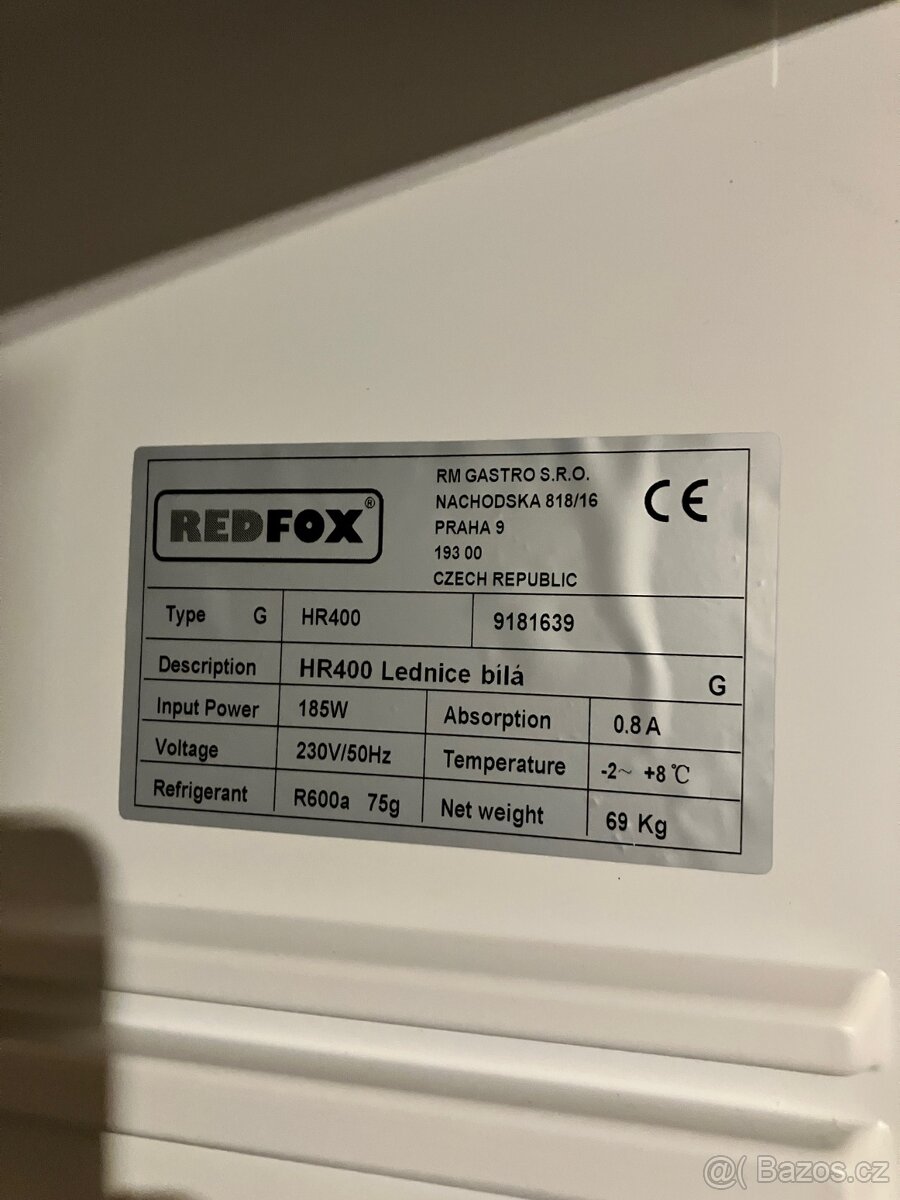 REDFOX®
RM GASTRO S.R.O.
NACHODSKA 818/16
PRAHA 9
193 00
CZECH REPUBLIC
CE
Type G HR400 9181639
Description HR400 Lednice bílá G
Input Power 185W Absorption 0.8 A
Voltage 230V/50Hz Temperature -2~ +8℃
Refrigerant R600a 75g Net weight 69 Kg
@( Bazos.cz